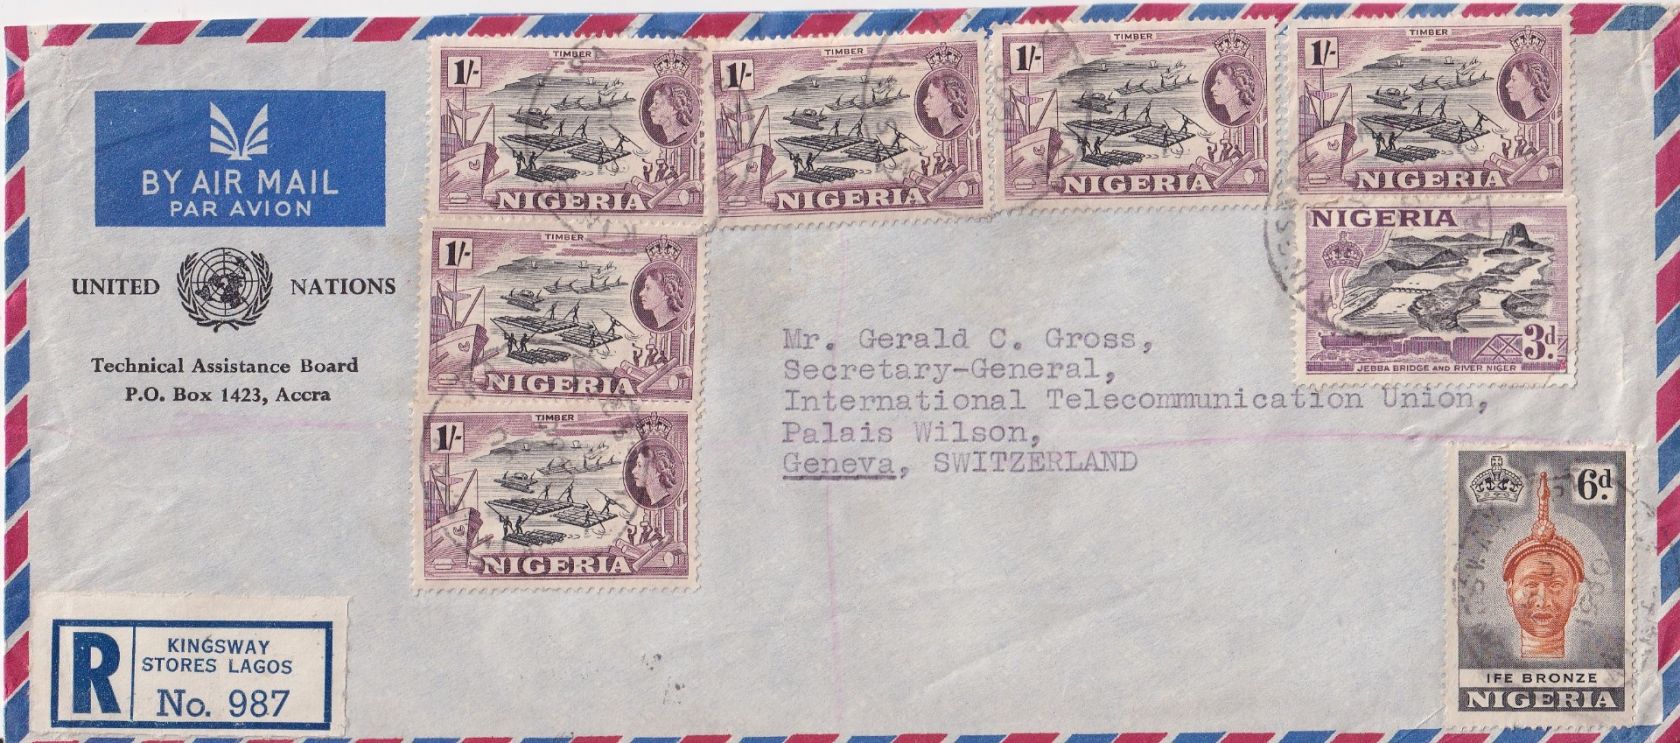 BY AIR MAIL
PAR AVION
UNITED NATIONS
Technical Assistance Board
P.O. Box 1423, Accra
TIMBER
1/-
NIGERIA
TIMBER
1/-
NIGERIA
TIMBER
1/-
NIGERIA
TIMBER
1/-
NIGERIA
TIMBER
1/-
NIGERIA
TIMBER
1/-
NIGERIA
NIGERIA
3d.
JEBBA BRIDGE AND RIVER NIGER
Mr. Gerald C. Gross,
Secretary-General,
International Telecommunication Union,
Palais Wilson,
Geneva, SWITZERLAND
6d.
IFE BRONZE
NIGERIA
R
KINGSWAY
STORES LAGOS
No. 987